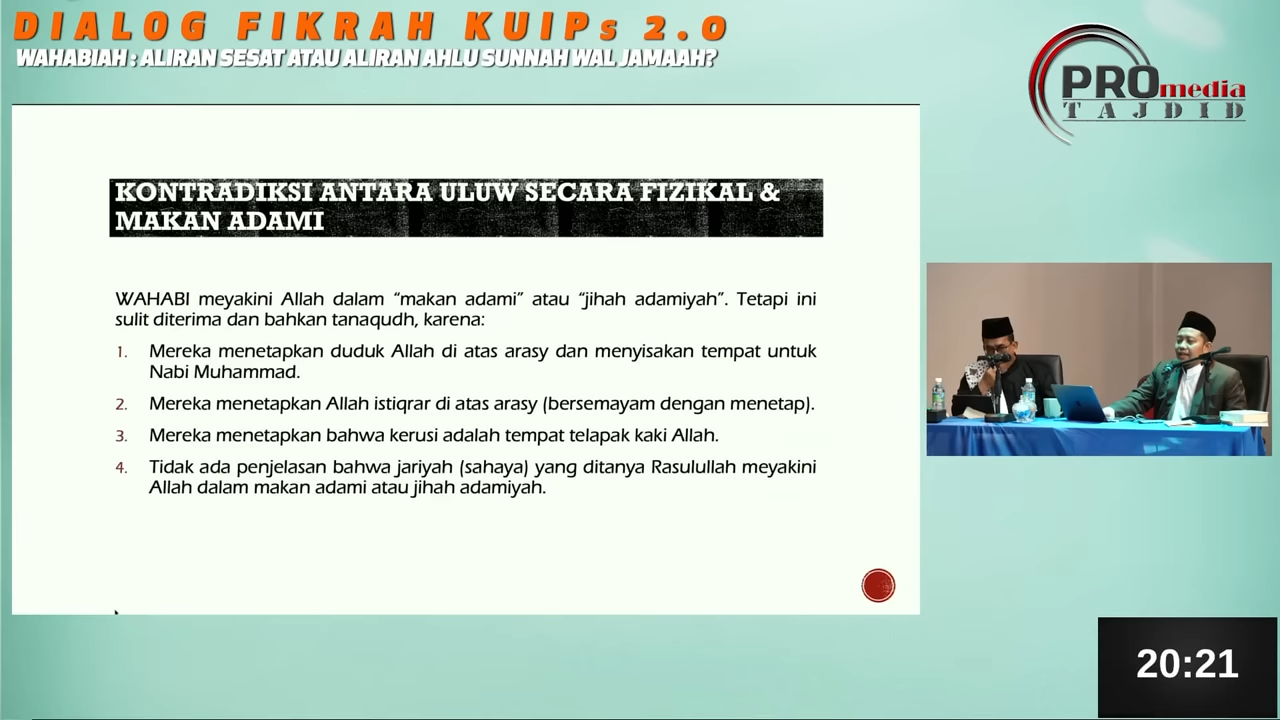 DIALOG FIKRAH KUIPs 2.0
WAHABIAH : ALIRAN SESAT ATAU ALIRAN AHLU SUNNAH WAL JAMAAH?
PROmedia
TAJDID
KONTRADIKSI ANTARA ULUW SECARA FIZIKAL &
MAKAN ADAMI
WAHABI meyakini Allah dalam “makan adami” atau “jihah adamiyah”. Tetapi ini
sulit diterima dan bahkan tanaqudh, karena:
1. Mereka menetapkan duduk Allah di atas arasy dan menyisakan tempat untuk
Nabi Muhammad.
2. Mereka menetapkan Allah istiqrar di atas arasy (bersemayam dengan menetap).
3. Mereka menetapkan bahwa kerusi adalah tempat telapak kaki Allah.
4. Tidak ada penjelasan bahwa jariyah (sahaya) yang ditanya Rasulullah meyakini
Allah dalam makan adami atau jihah adamiyah.
20:21